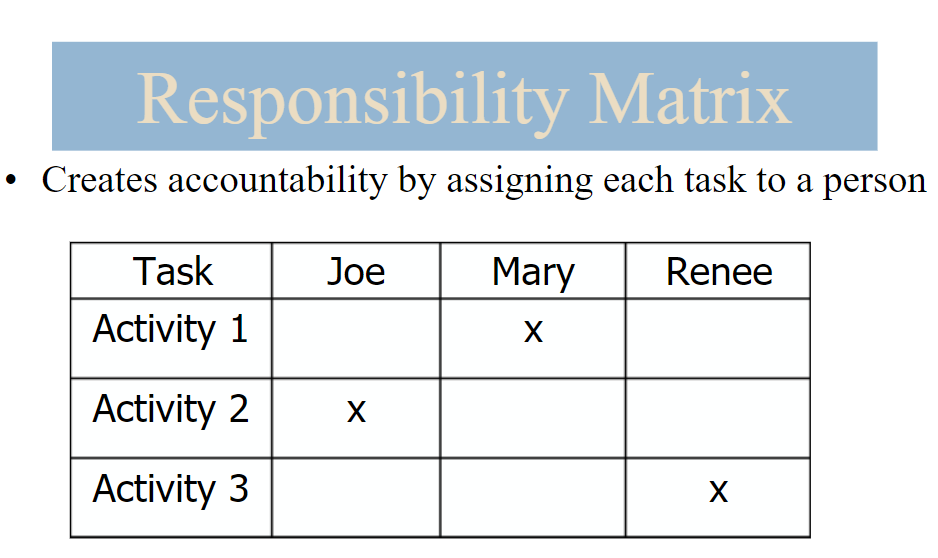 Responsibility Matrix
• Creates accountability by assigning each task to a person
Task Joe Mary Renee
Activity 1 x
Activity 2 x
Activity 3 x